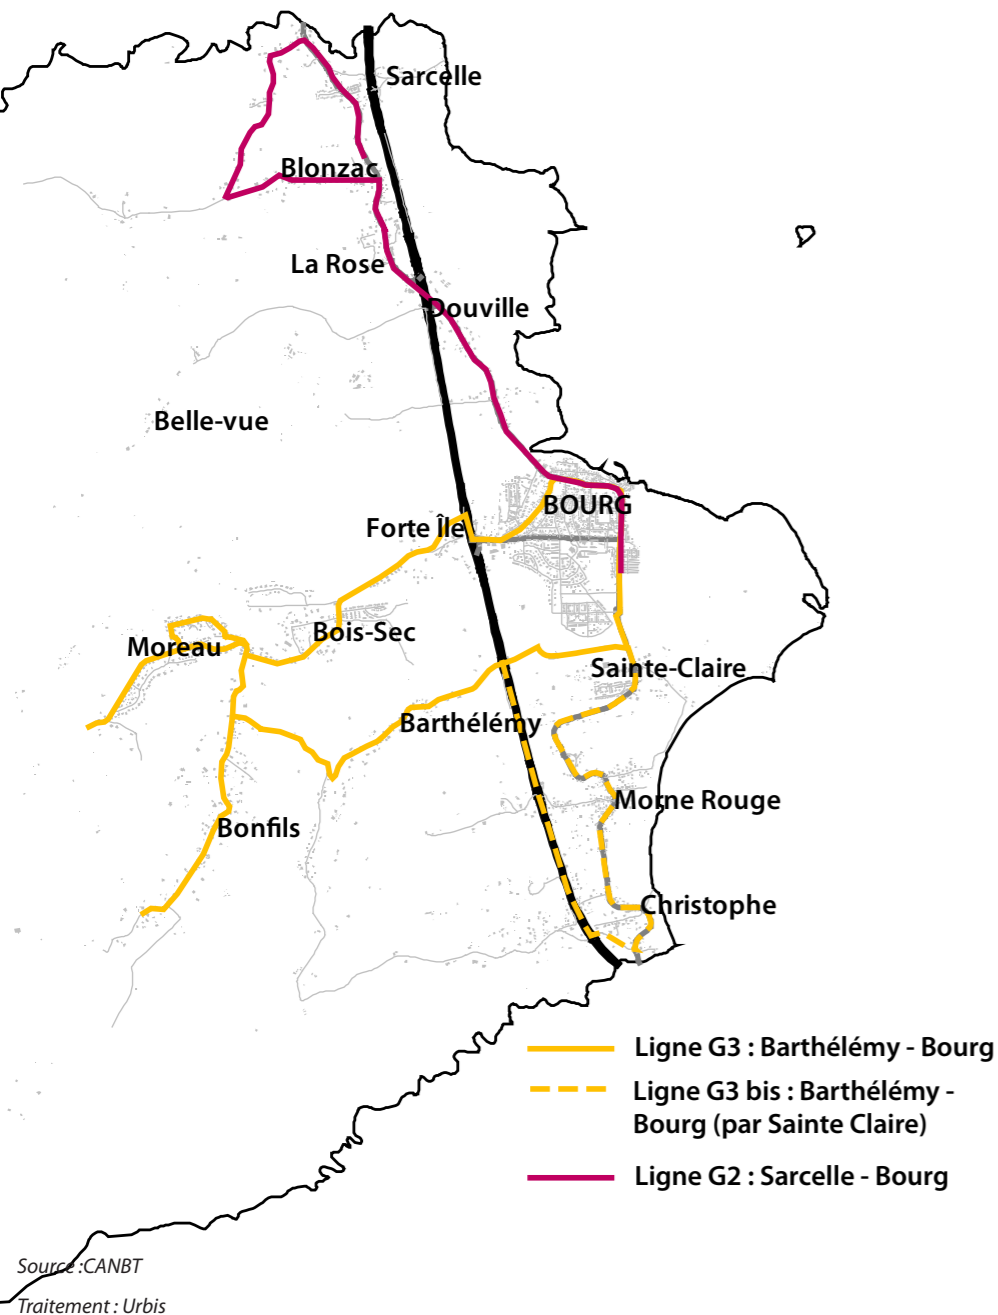 Sarcelle
Blonzac
La Rose
Douville
Belle-vue
BOURG
Forte Île
Bois-Sec
Moreau
Sainte-Claire
Barthélémy
Morne Rouge
Bonfils
Christophe
Ligne G3 : Barthélémy - Bourg
Ligne G3 bis : Barthélémy -
Bourg (par Sainte Claire)
Ligne G2 : Sarcelle - Bourg
Source :CANBT
Traitement : Urbis